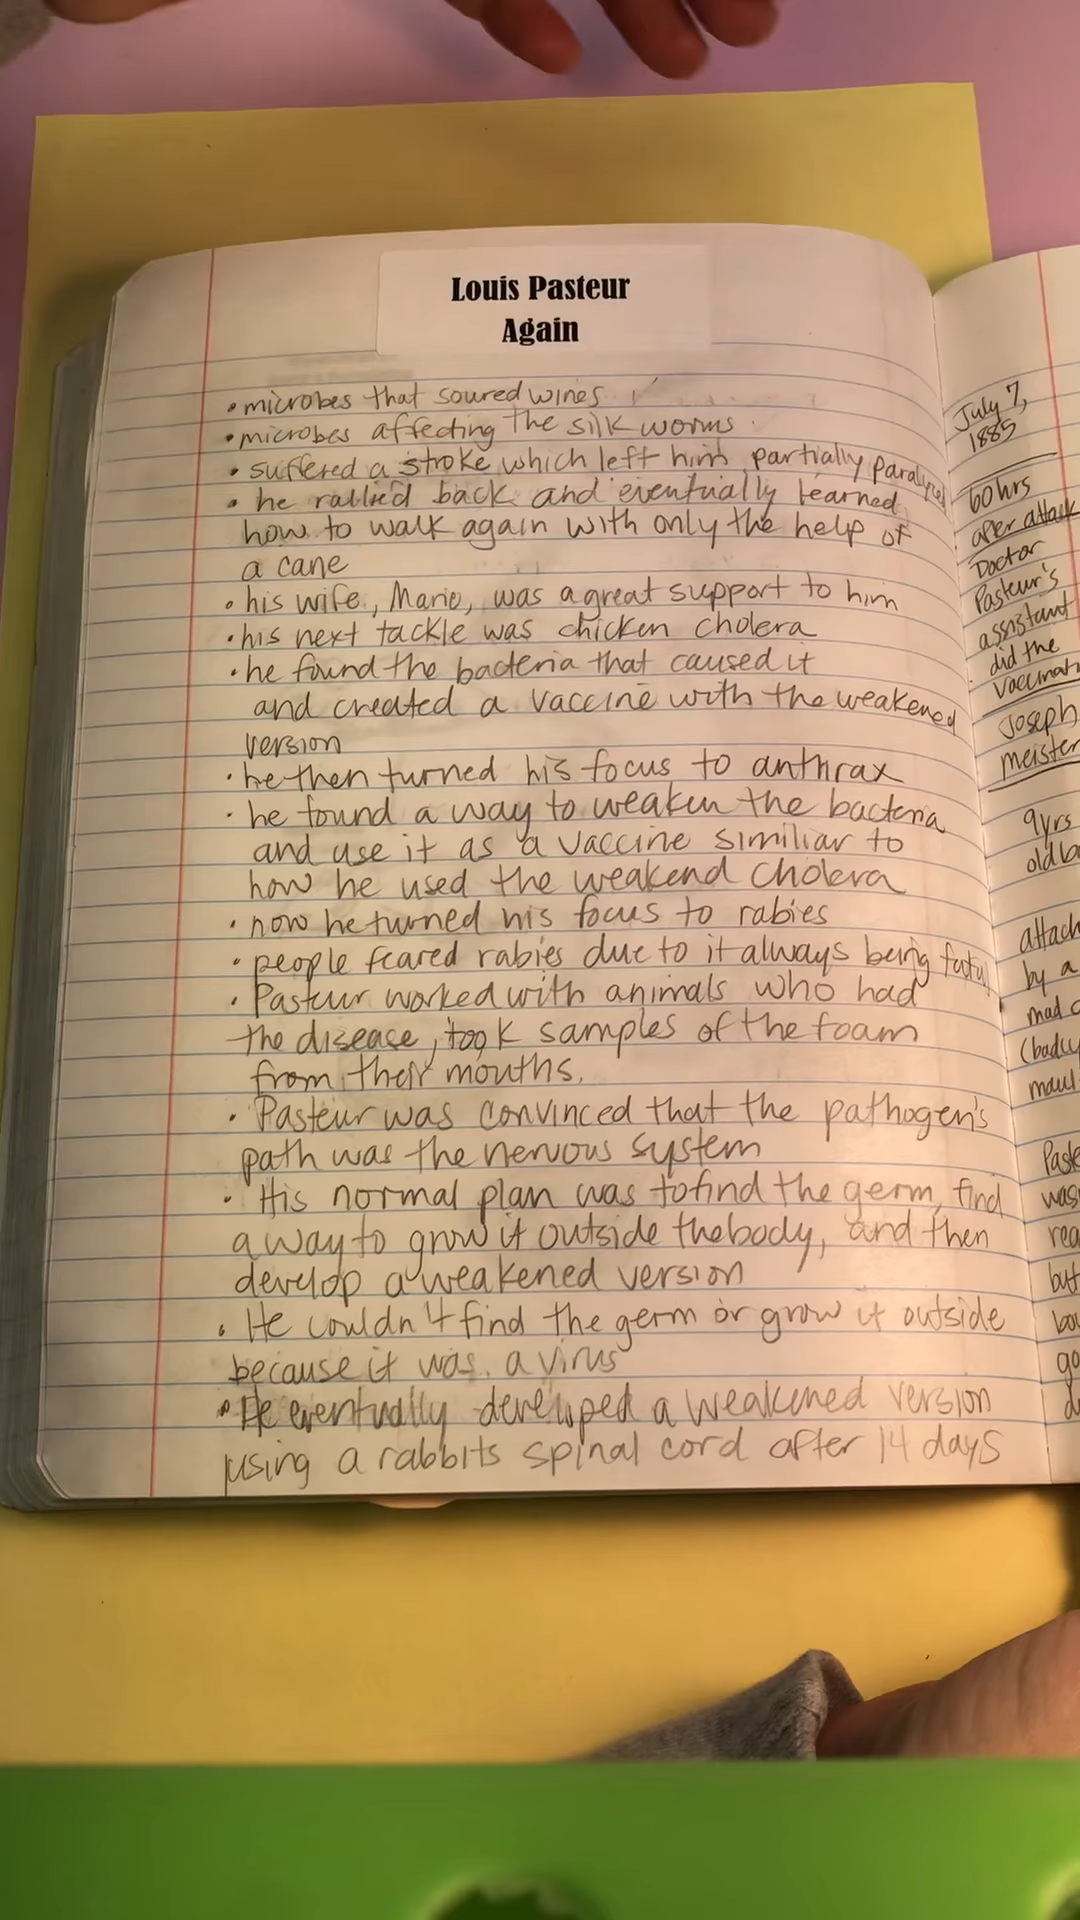 Louis Pasteur
Again
• microbes that soured wines
• microbes affecting the silk worms
• suffered a stroke which left him partially paralyzed
• he rallied back and eventually learned
how to walk again with only the help of
a cane
• his wife, Marie, was a great support to him
• his next tackle was chicken cholera
• he found the bacteria that caused it
and created a vaccine with the weakened
version
• he then turned his focus to anthrax
• he found a way to weaken the bacteria
and use it as a vaccine similiar to
how he used the weakend cholera
• now he turned his focus to rabies
• people feared rabies due to it always being fatal
• Pasteur worked with animals who had
the disease, took samples of the foam
from their mouths.
• Pasteur was convinced that the pathogen's
path was the nervous system
• His normal plan was to find the germ, find
a way to grow it outside the body, and then
develop a weakened version
• He couldn't find the germ or grow it outside
because it was a virus
• He eventually developed a weakened version
using a rabbits spinal cord after 14 days
July 7,
1885
60 hrs
after attack
Doctor
Pasteur's
assistant
did the
Joseph
meister
9yrs
old
by a
mad
but